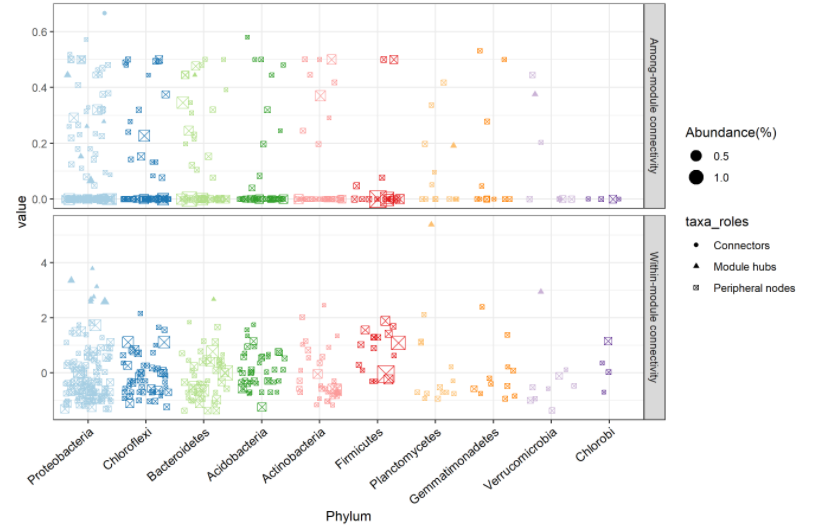 0.6
0.4
0.2
0.0
Among-module connectivity
value
4
2
0
Within-module connectivity
Proteobacteria
Chloroflexi
Bacteroidetes
Acidobacteria
Actinobacteria
Firmicutes
Planctomycetes
Gemmatimonadetes
Verrucomicrobia
Chlorobi
Phylum
Abundance(%)
0.5
1.0
taxa_roles
Connectors
Module hubs
Peripheral nodes